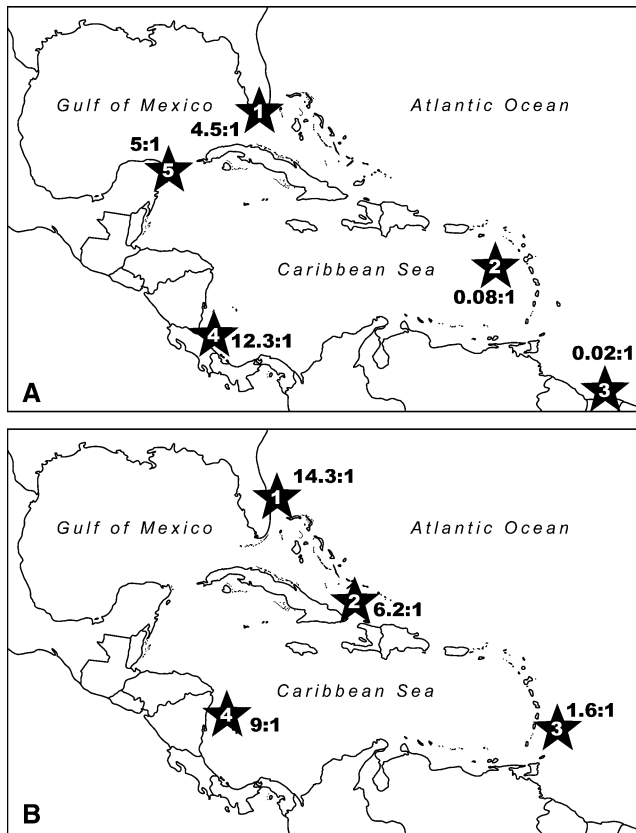 Gulf of Mexico
Atlantic Ocean
1
4.5:1
5:1
5
Caribbean Sea
2
0.08:1
4
12.3:1
0.02:1
3
A
14.3:1
1
Gulf of Mexico
Atlantic Ocean
2
6.2:1
Caribbean Sea
4
9:1
1.6:1
3
B